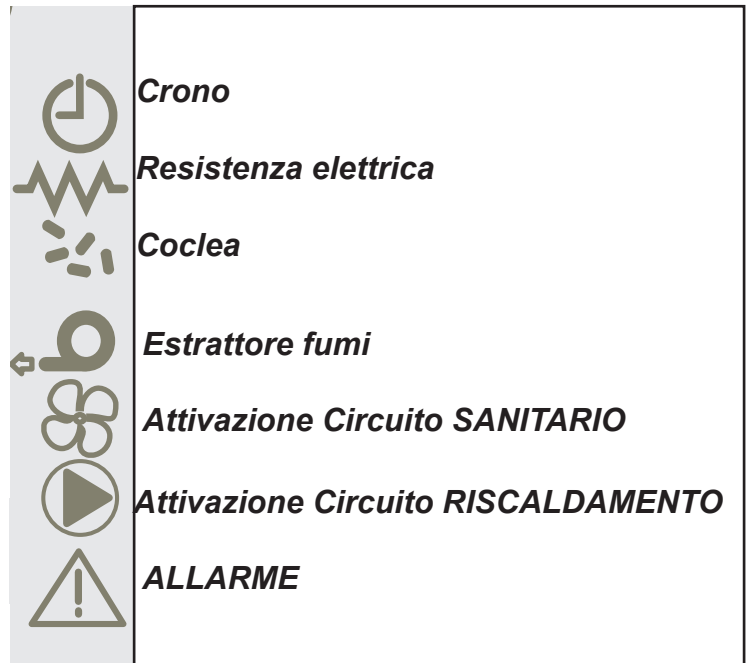 Crono
Resistenza elettrica
Coclea
Estrattore fumi
Attivazione Circuito SANITARIO
Attivazione Circuito RISCALDAMENTO
ALLARME